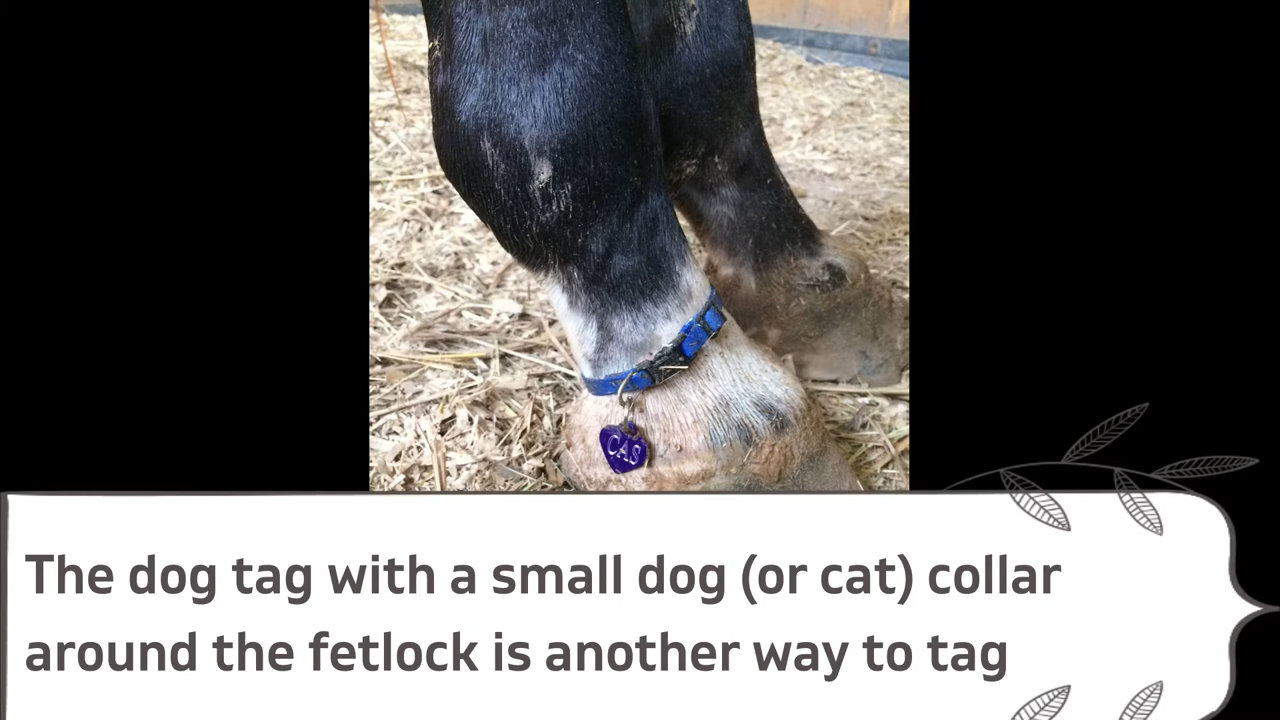 CAS
The dog tag with a small dog (or cat) collar
around the fetlock is another way to tag